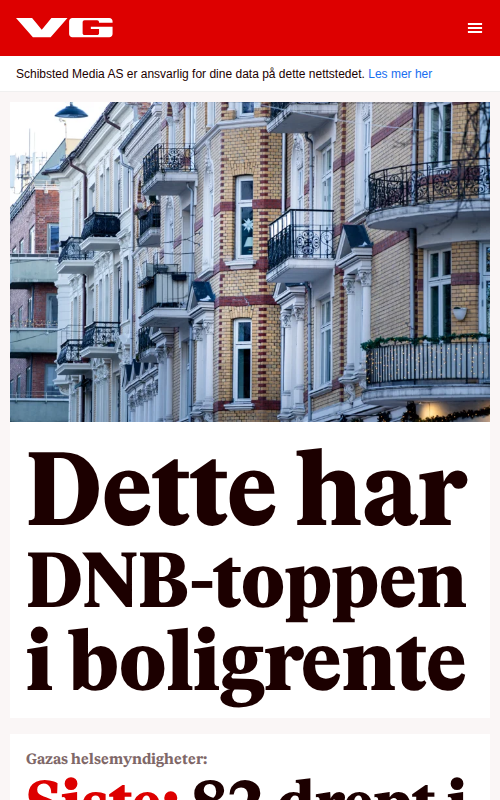 VG
Schibsted Media AS er ansvarlig for dine data på dette nettstedet. Les mer her
Dette har
DNB-toppen
i boligrente
Gazas helsemyndigheter:
Siste: 82 drept i